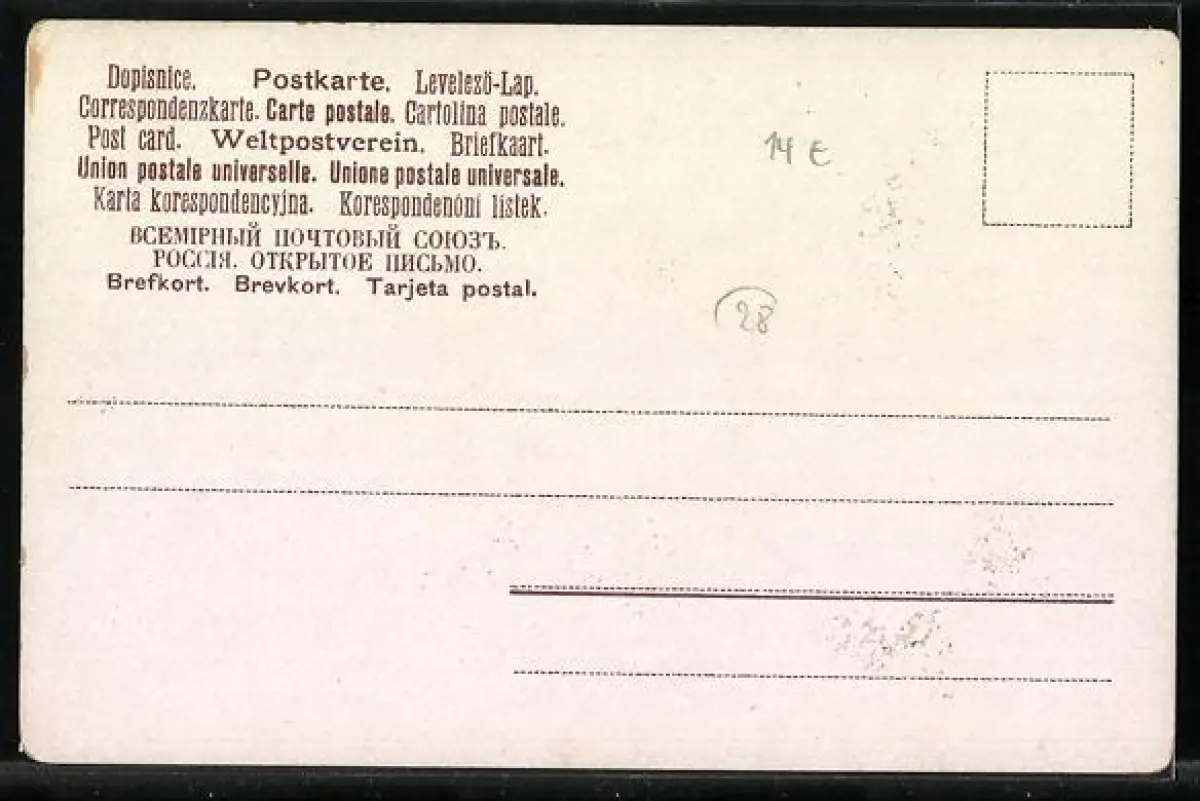 Dopisnice. Postkarte. Levelező-Lap.
Correspondenzkarte. Carte postale. Cartolina postale.
Post card. Weltpostverein. Briefkaart.
Union postale universelle. Unione postale universale.
Karta korespondencyjna. Korespondenōni lístek.
ВСЕМІРНЫЙ ПОЧТОВЫЙ СОЮЗЪ.
РОССІЯ. ОТКРЫТОЕ ПИСЬМО.
Brefkort. Brevkort. Tarjeta postal.
14 €
28